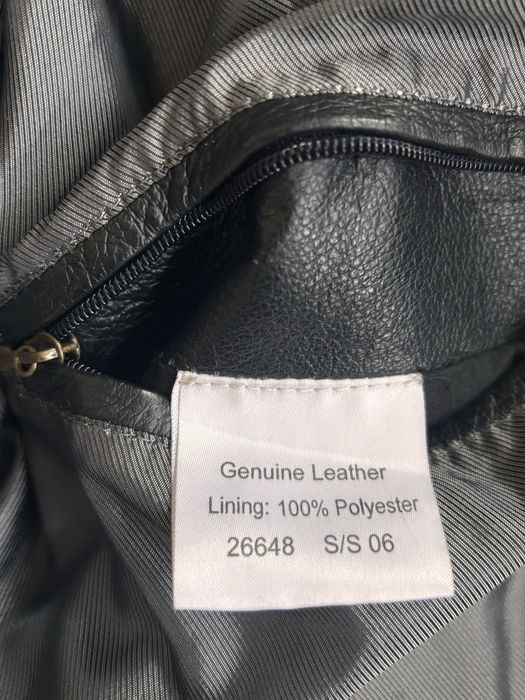 Genuine Leather
Lining: 100% Polyester
26648 S/S 06